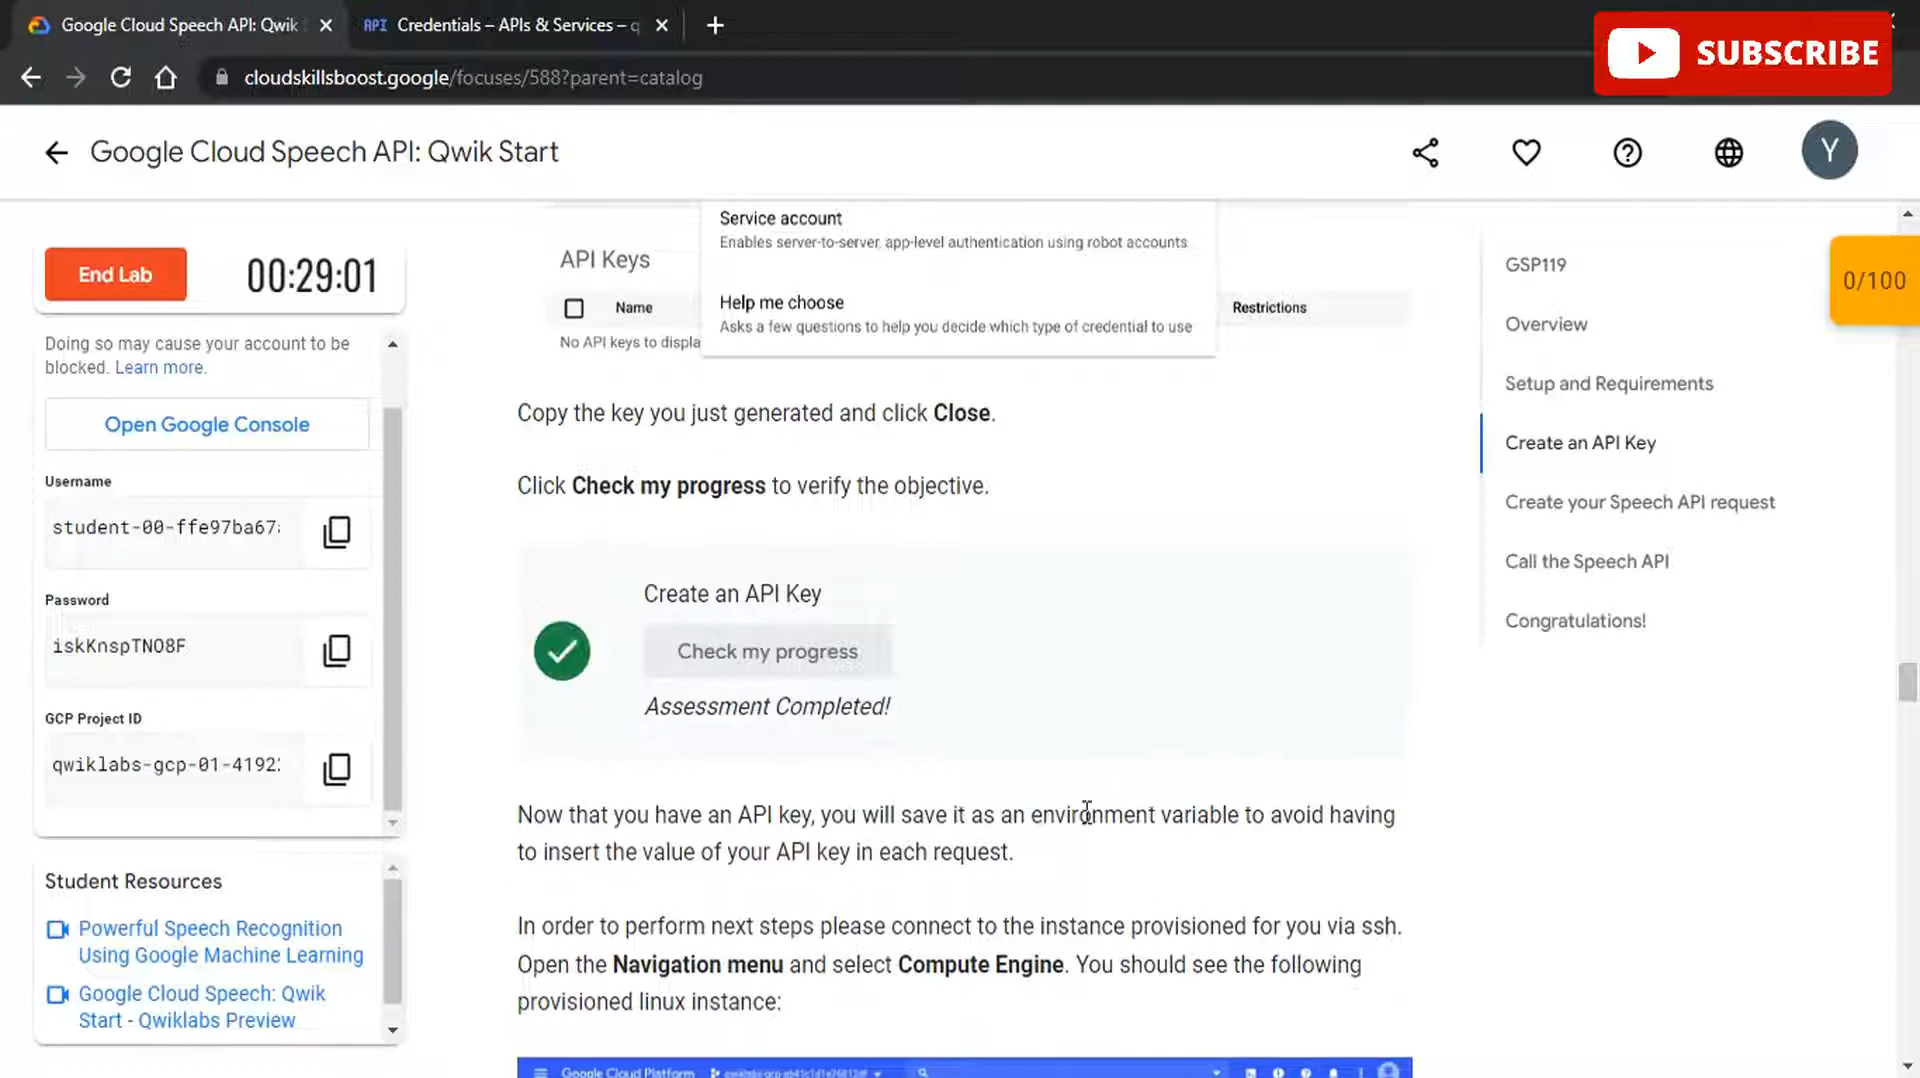 Google Cloud Speech API: Qwik
API Credentials – APIs & Services – q
SUBSCRIBE
cloudskillsboost.google/focuses/588?parent=catalog
Google Cloud Speech API: Qwik Start
Y
End Lab
00:29:01
Doing so may cause your account to be
blocked. Learn more.
Open Google Console
Username
student-00-ffe97ba67
Password
iskKnspTNO8F
GCP Project ID
qwiklabs-gcp-01-4192
Student Resources
Powerful Speech Recognition
Using Google Machine Learning
Google Cloud Speech: Qwik
Start - Qwiklabs Preview
Service account
Enables server-to-server, app-level authentication using robot accounts
API Keys
Help me choose
Name
Restrictions
Asks a few questions to help you decide which type of credential to use
No API keys to displa
Copy the key you just generated and click Close.
Click Check my progress to verify the objective.
Create an API Key
Check my progress
Assessment Completed!
Now that you have an API key, you will save it as an environment variable to avoid having
to insert the value of your API key in each request.
In order to perform next steps please connect to the instance provisioned for you via ssh.
Open the Navigation menu and select Compute Engine. You should see the following
provisioned linux instance:
Google Cloud Platform
GSP119
Overview
Setup and Requirements
Create an API Key
Create your Speech API request
Call the Speech API
Congratulations!
0/100